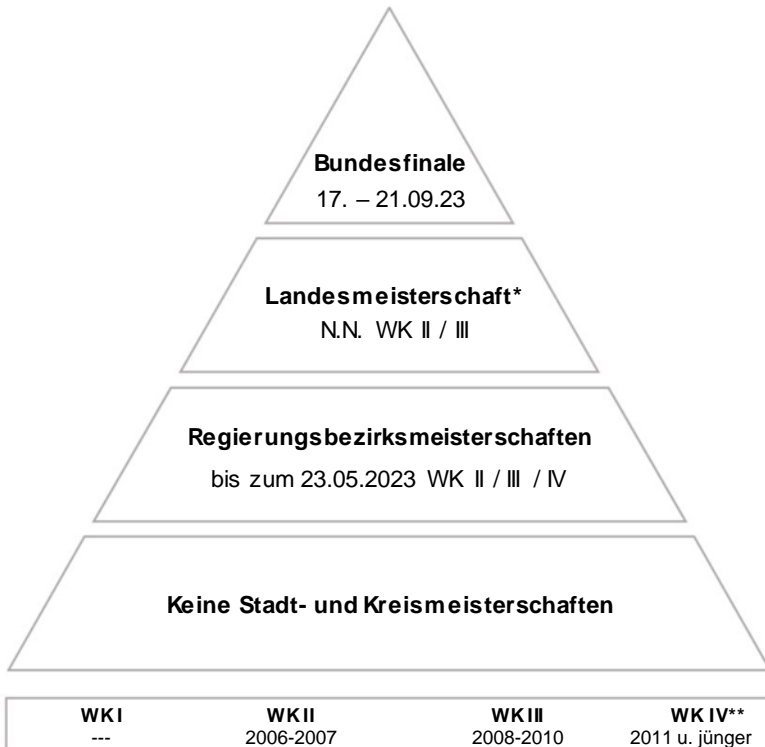 Bundesfinale
17. – 21.09.23
Landesmeisterschaft*
N.N. WK II / III
Regierungsbezirksmeisterschaften
bis zum 23.05.2023 WK II / III / IV
Keine Stadt- und Kreismeisterschaften
WK I WK II WK III WK IV**
--- 2006-2007 2008-2010 2011 u. jünger